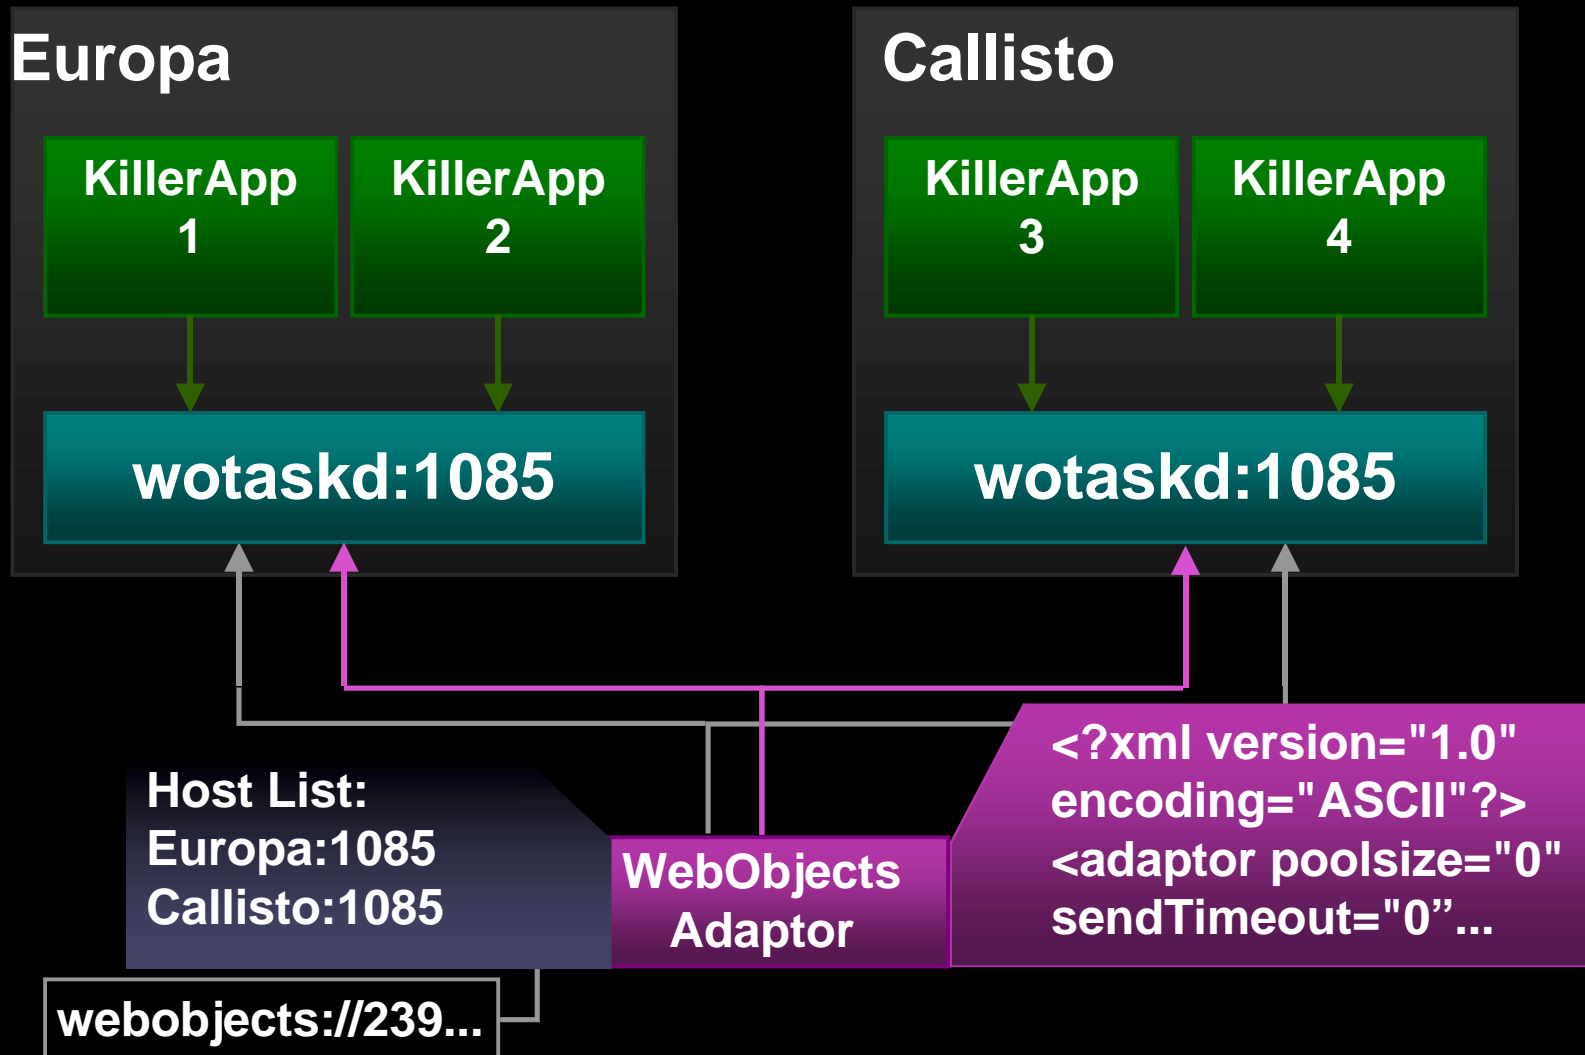 Europa
KillerApp
1
KillerApp
2
wotaskd:1085
Callisto
KillerApp
3
KillerApp
4
wotaskd:1085
Host List:
Europa:1085
Callisto:1085
WebObjects
Adaptor
<?xml version="1.0"
encoding="ASCII"?>
<adaptor poolsize="0"
sendTimeout="0”...
webobjects://239...